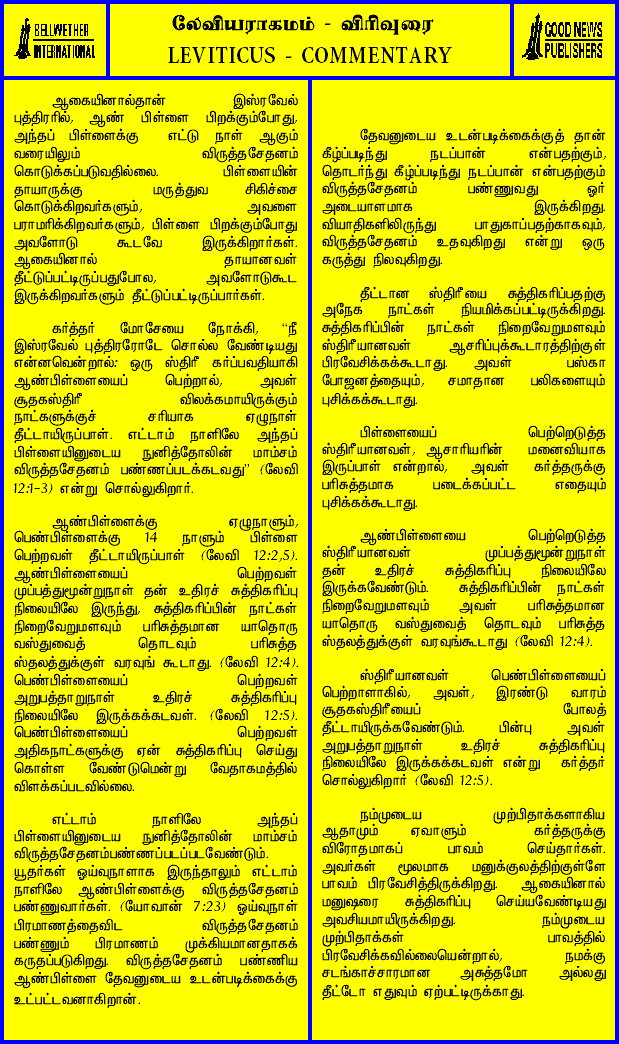 BELLWETHER
INTERNATIONAL
லேவியராகமம் - விரிவுரை
LEVITICUS - COMMENTARY
GOOD NEWS
PUBLISHERS
ஆகையினால்தான் இஸ்ரவேல்
புத்திரரில், ஆண் பிள்ளை பிறக்கும்போது,
அந்தப் பிள்ளைக்கு எட்டு நாள் ஆகும்
வரையிலும் விருத்தசேதனம்
கொடுக்கப்படுவதில்லை. பிள்ளையின்
தாயாருக்கு மருத்துவ சிகிச்சை
கொடுக்கிறவர்களும், அவளை
பராமரிக்கிறவர்களும், பிள்ளை பிறக்கும்போது
அவளோடு கூடவே இருக்கிறார்கள்.
ஆகையினால் தாயானவள்
தீட்டுப்பட்டிருப்பதுபோல, அவளோடுகூட
இருக்கிறவர்களும் தீட்டுப்பட்டிருப்பார்கள்.
கர்த்தர் மோசேயை நோக்கி, “நீ
இஸ்ரவேல் புத்திரரோடே சொல்ல வேண்டியது
என்னவென்றால்: ஒரு ஸ்திரீ கர்ப்பவதியாகி
ஆண்பிள்ளையைப் பெற்றால், அவள்
சூதகஸ்திரீ விலக்கமாயிருக்கும்
நாட்களுக்குச் சரியாக ஏழுநாள்
தீட்டாயிருப்பாள். எட்டாம் நாளிலே அந்தப்
பிள்ளையினுடைய நுனித்தோலின் மாம்சம்
விருத்தசேதனம் பண்ணப்படக்கடவது” (லேவி
12:1-3) என்று சொல்லுகிறார்.
ஆண்பிள்ளைக்கு ஏழுநாளும்,
பெண்பிள்ளைக்கு 14 நாளும் பிள்ளை
பெற்றவள் தீட்டாயிருப்பாள் (லேவி 12:2,5).
ஆண்பிள்ளையைப் பெற்றவள்
முப்பத்துமூன்றுநாள் தன் உதிரச் சுத்திகரிப்பு
நிலையிலே இருந்து, சுத்திகரிப்பின் நாட்கள்
நிறைவேறுமளவும் பரிசுத்தமான யாதொரு
வஸ்துவைத் தொடவும் பரிசுத்த
ஸ்தலத்துக்குள் வரவுங் கூடாது. (லேவி 12:4).
பெண்பிள்ளையைப் பெற்றவள்
அறுபத்தாறுநாள் உதிரச் சுத்திகரிப்பு
நிலையிலே இருக்கக்கடவள். (லேவி 12:5).
பெண்பிள்ளையைப் பெற்றவள்
அதிகநாட்களுக்கு ஏன் சுத்திகரிப்பு செய்து
கொள்ள வேண்டுமென்று வேதாகமத்தில்
விளக்கப்படவில்லை.
எட்டாம் நாளிலே அந்தப்
பிள்ளையினுடைய நுனித்தோலின் மாம்சம்
விருத்தசேதனம்பண்ணப்படப்படவேண்டும்.
யூதர்கள் ஓய்வுநாளாக இருந்தாலும் எட்டாம்
நாளிலே ஆண்பிள்ளைக்கு விருத்தசேதனம்
பண்ணுவார்கள். (யோவான் 7:23) ஓய்வுநாள்
பிரமாணத்தைவிட விருத்தசேதனம்
பண்ணும் பிரமாணம் முக்கியமானதாகக்
கருதப்படுகிறது. விருத்தசேதனம் பண்ணிய
ஆண்பிள்ளை தேவனுடைய உடன்படிக்கைக்கு
உட்பட்டவனாகிறான்.
தேவனுடைய உடன்படிக்கைக்குத் தான்
கீழ்ப்படிந்து நடப்பான் என்பதற்கும்,
தொடர்ந்து கீழ்ப்படிந்து நடப்பான் என்பதற்கும்
விருத்தசேதனம் பண்ணுவது ஓர்
அடையாளமாக இருக்கிறது.
வியாதிகளிலிருந்து பாதுகாப்பதற்காகவும்,
விருத்தசேதனம் உதவுகிறது என்று ஒரு
கருத்து நிலவுகிறது.
தீட்டான ஸ்திரீயை சுத்திகரிப்பதற்கு
அநேக நாட்கள் நியமிக்கப்பட்டிருக்கிறது.
சுத்திகரிப்பின் நாட்கள் நிறைவேறுமளவும்
ஸ்திரீயானவள் ஆசரிப்புக்கூடாரத்திற்குள்
பிரவேசிக்கக்கூடாது. அவள் பஸ்கா
போஜனத்தையும், சமாதான பலிகளையும்
புசிக்கக்கூடாது.
பிள்ளையைப் பெற்றெடுத்த
ஸ்திரீயானவள், ஆசாரியரின் மனைவியாக
இருப்பாள் என்றால், அவள் கர்த்தருக்கு
பரிசுத்தமாக படைக்கப்பட்ட எதையும்
புசிக்கக்கூடாது.
ஆண்பிள்ளையை பெற்றெடுத்த
ஸ்திரீயானவள் முப்பத்துமூன்றுநாள்
தன் உதிரச் சுத்திகரிப்பு நிலையிலே
இருக்கவேண்டும். சுத்திகரிப்பின் நாட்கள்
நிறைவேறுமளவும் அவள் பரிசுத்தமான
யாதொரு வஸ்துவைத் தொடவும் பரிசுத்த
ஸ்தலத்துக்குள் வரவுங்கூடாது (லேவி 12:4).
ஸ்திரீயானவள் பெண்பிள்ளையைப்
பெற்றாளாகில், அவள், இரண்டு வாரம்
சூதகஸ்திரீயைப் போலத்
தீட்டாயிருக்கவேண்டும். பின்பு அவள்
அறுபத்தாறுநாள் உதிரச் சுத்திகரிப்பு
நிலையிலே இருக்கக்கடவள் என்று கர்த்தர்
சொல்லுகிறார் (லேவி 12:5).
நம்முடைய முற்பிதாக்களாகிய
ஆதாமும் ஏவாளும் கர்த்தருக்கு
விரோதமாகப் பாவம் செய்தார்கள்.
அவர்கள் மூலமாக மனுக்குலத்திற்குள்ளே
பாவம் பிரவேசித்திருக்கிறது. ஆகையினால்
மனுஷரை சுத்திகரிப்பு செய்யவேண்டியது
அவசியமாயிருக்கிறது. நம்முடைய
முற்பிதாக்கள் பாவத்தில்
பிரவேசிக்கவில்லையென்றால், நமக்கு
சடங்காச்சாரமான அசுத்தமோ அல்லது
தீட்டோ எதுவும் ஏற்பட்டிருக்காது.